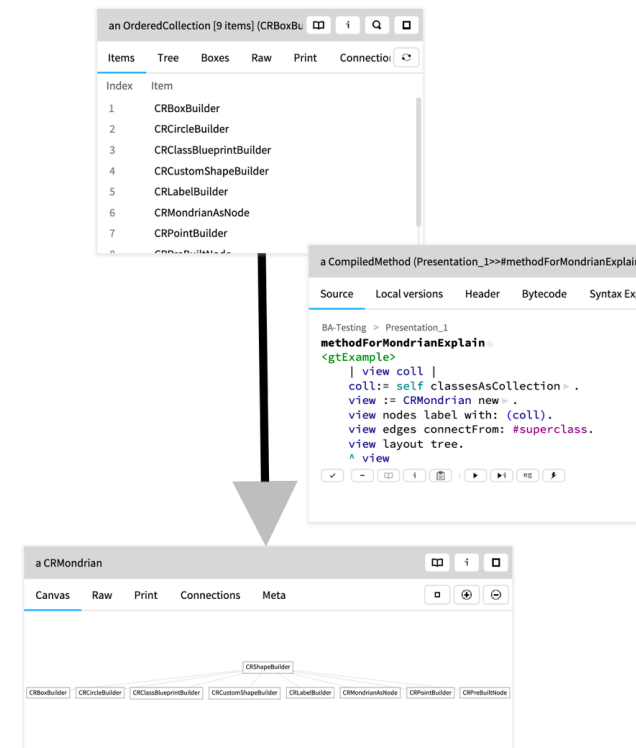 an OrderedCollection [9 items] (CRBoxBu
i
Items Tree Boxes Raw Print Connectio
Index Item
1 CRBoxBuilder
2 CRCircleBuilder
3 CRClassBlueprintBuilder
4 CRCustomShapeBuilder
5 CRLabelBuilder
6 CRMondrianAsNode
7 CRPointBuilder
a CompiledMethod (Presentation_1>>#methodForMondrianExplain
Source Local versions Header Bytecode Syntax Ex
BA-Testing > Presentation_1
methodForMondrianExplain
<gtExample>
| view coll |
coll:= self classesAsCollection .
view := CRMondrian new .
view nodes label with: (coll).
view edges connectFrom: #superclass.
view layout tree.
^ view
i eg
a CRMondrian
i
Canvas Raw Print Connections Meta
CRShapeBuilder
CRBoxBuilder CRCircleBuilder CRClassBlueprintBuilder CRCustomShapeBuilder CRLabelBuilder CRMondrianAsNode CRPointBuilder CRPreBuiltNode